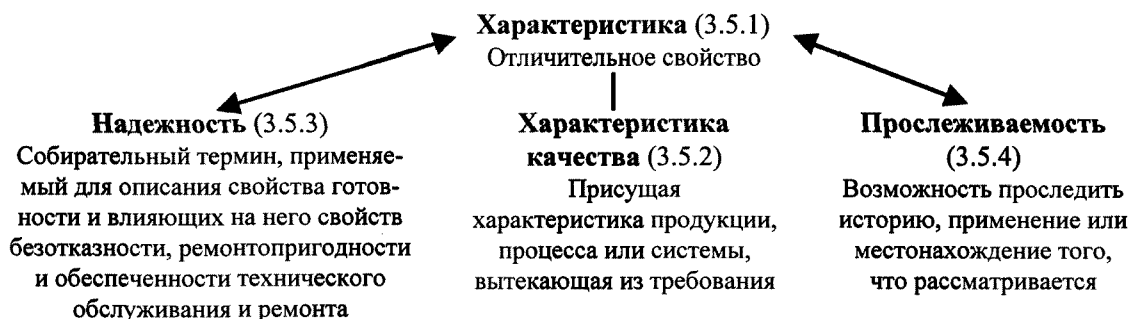 Характеристика (3.5.1)
Отличительное свойство
Надежность (3.5.3)
Собирательный термин, применяе-
мый для описания свойства готов-
ности и влияющих на него свойств
безотказности, ремонтопригодности
и обеспеченности технического
обслуживания и ремонта
Характеристика
качества (3.5.2)
Присущая
характеристика продукции,
процесса или системы,
вытекающая из требования
Прослеживаемость
(3.5.4)
Возможность проследить
историю, применение или
местонахождение того,
что рассматривается